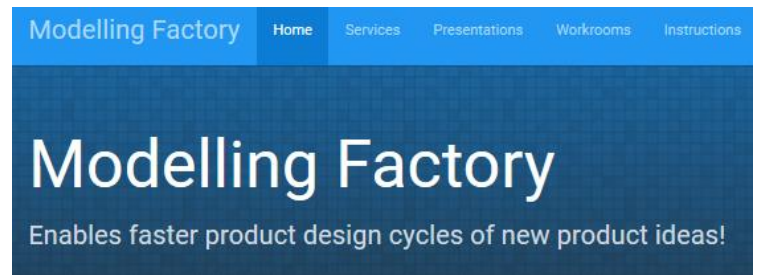 Modelling Factory Home Services Presentations Workrooms Instructions
Modelling Factory
Enables faster product design cycles of new product ideas!